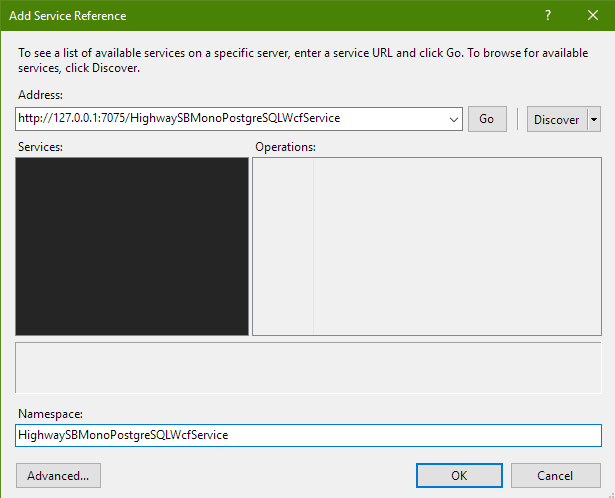 Add Service Reference
?
To see a list of available services on a specific server, enter a service URL and click Go. To browse for available
services, click Discover.
Address:
http://127.0.0.1:7075/HighwaySBMonoPostgreSQLWcfService
Go
Discover
Services:
Operations:
Namespace:
HighwaySBMonoPostgreSQLWcfService
Advanced...
OK
Cancel